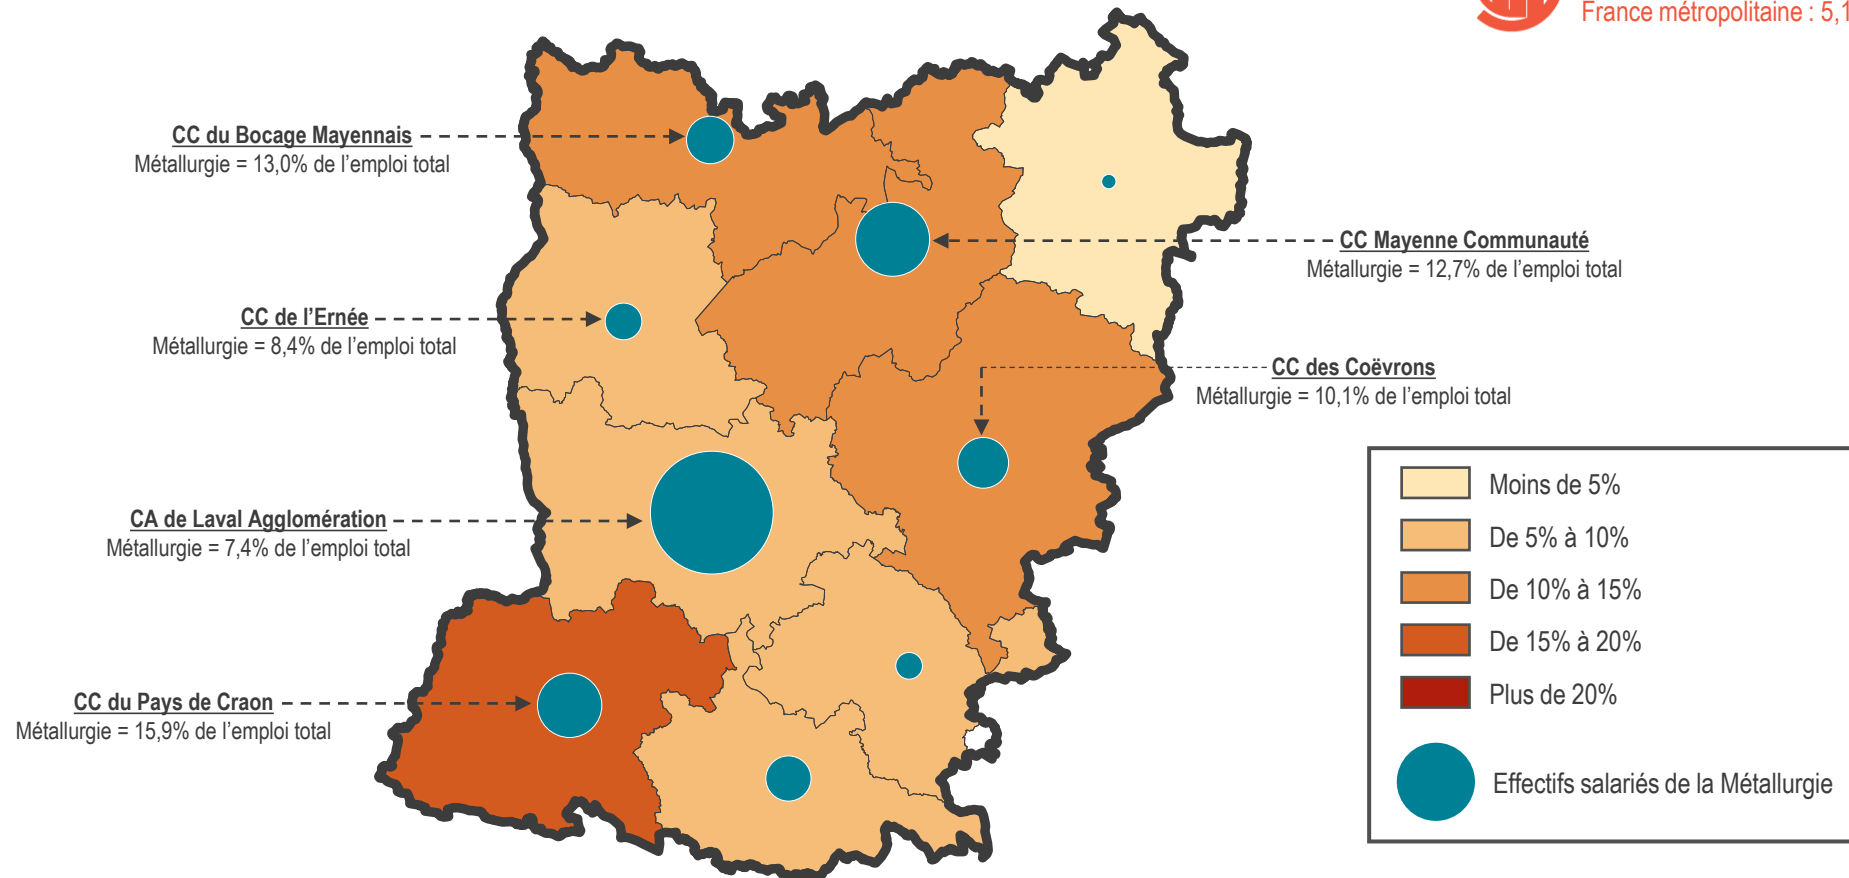 France métropolitaine : 5,1
CC du Bocage Mayennais
Métallurgie = 13,0% de l'emploi total
CC Mayenne Communauté
Métallurgie = 12,7% de l'emploi total
CC de l'Ernée
Métallurgie = 8,4% de l'emploi total
CC des Coëvrons
Métallurgie = 10,1% de l'emploi total
CA de Laval Agglomération
Métallurgie = 7,4% de l'emploi total
CC du Pays de Craon
Métallurgie = 15,9% de l'emploi total
Moins de 5%
De 5% à 10%
De 10% à 15%
De 15% à 20%
Plus de 20%
Effectifs salariés de la Métallurgie